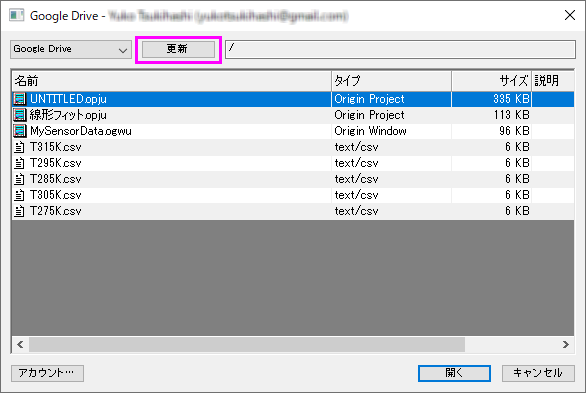 Google Drive -
Google Drive 更新 /
名前 タイプ サイズ 説明
UNTITLED.opju Origin Project 335 KB
線形フィット.opju Origin Project 113 KB
MySensorData.ogwu Origin Window 96 KB
T315K.csv text/csv 6 KB
T295K.csv text/csv 6 KB
T285K.csv text/csv 6 KB
T305K.csv text/csv 6 KB
T275K.csv text/csv 6 KB
アカウント… 開く キャンセル